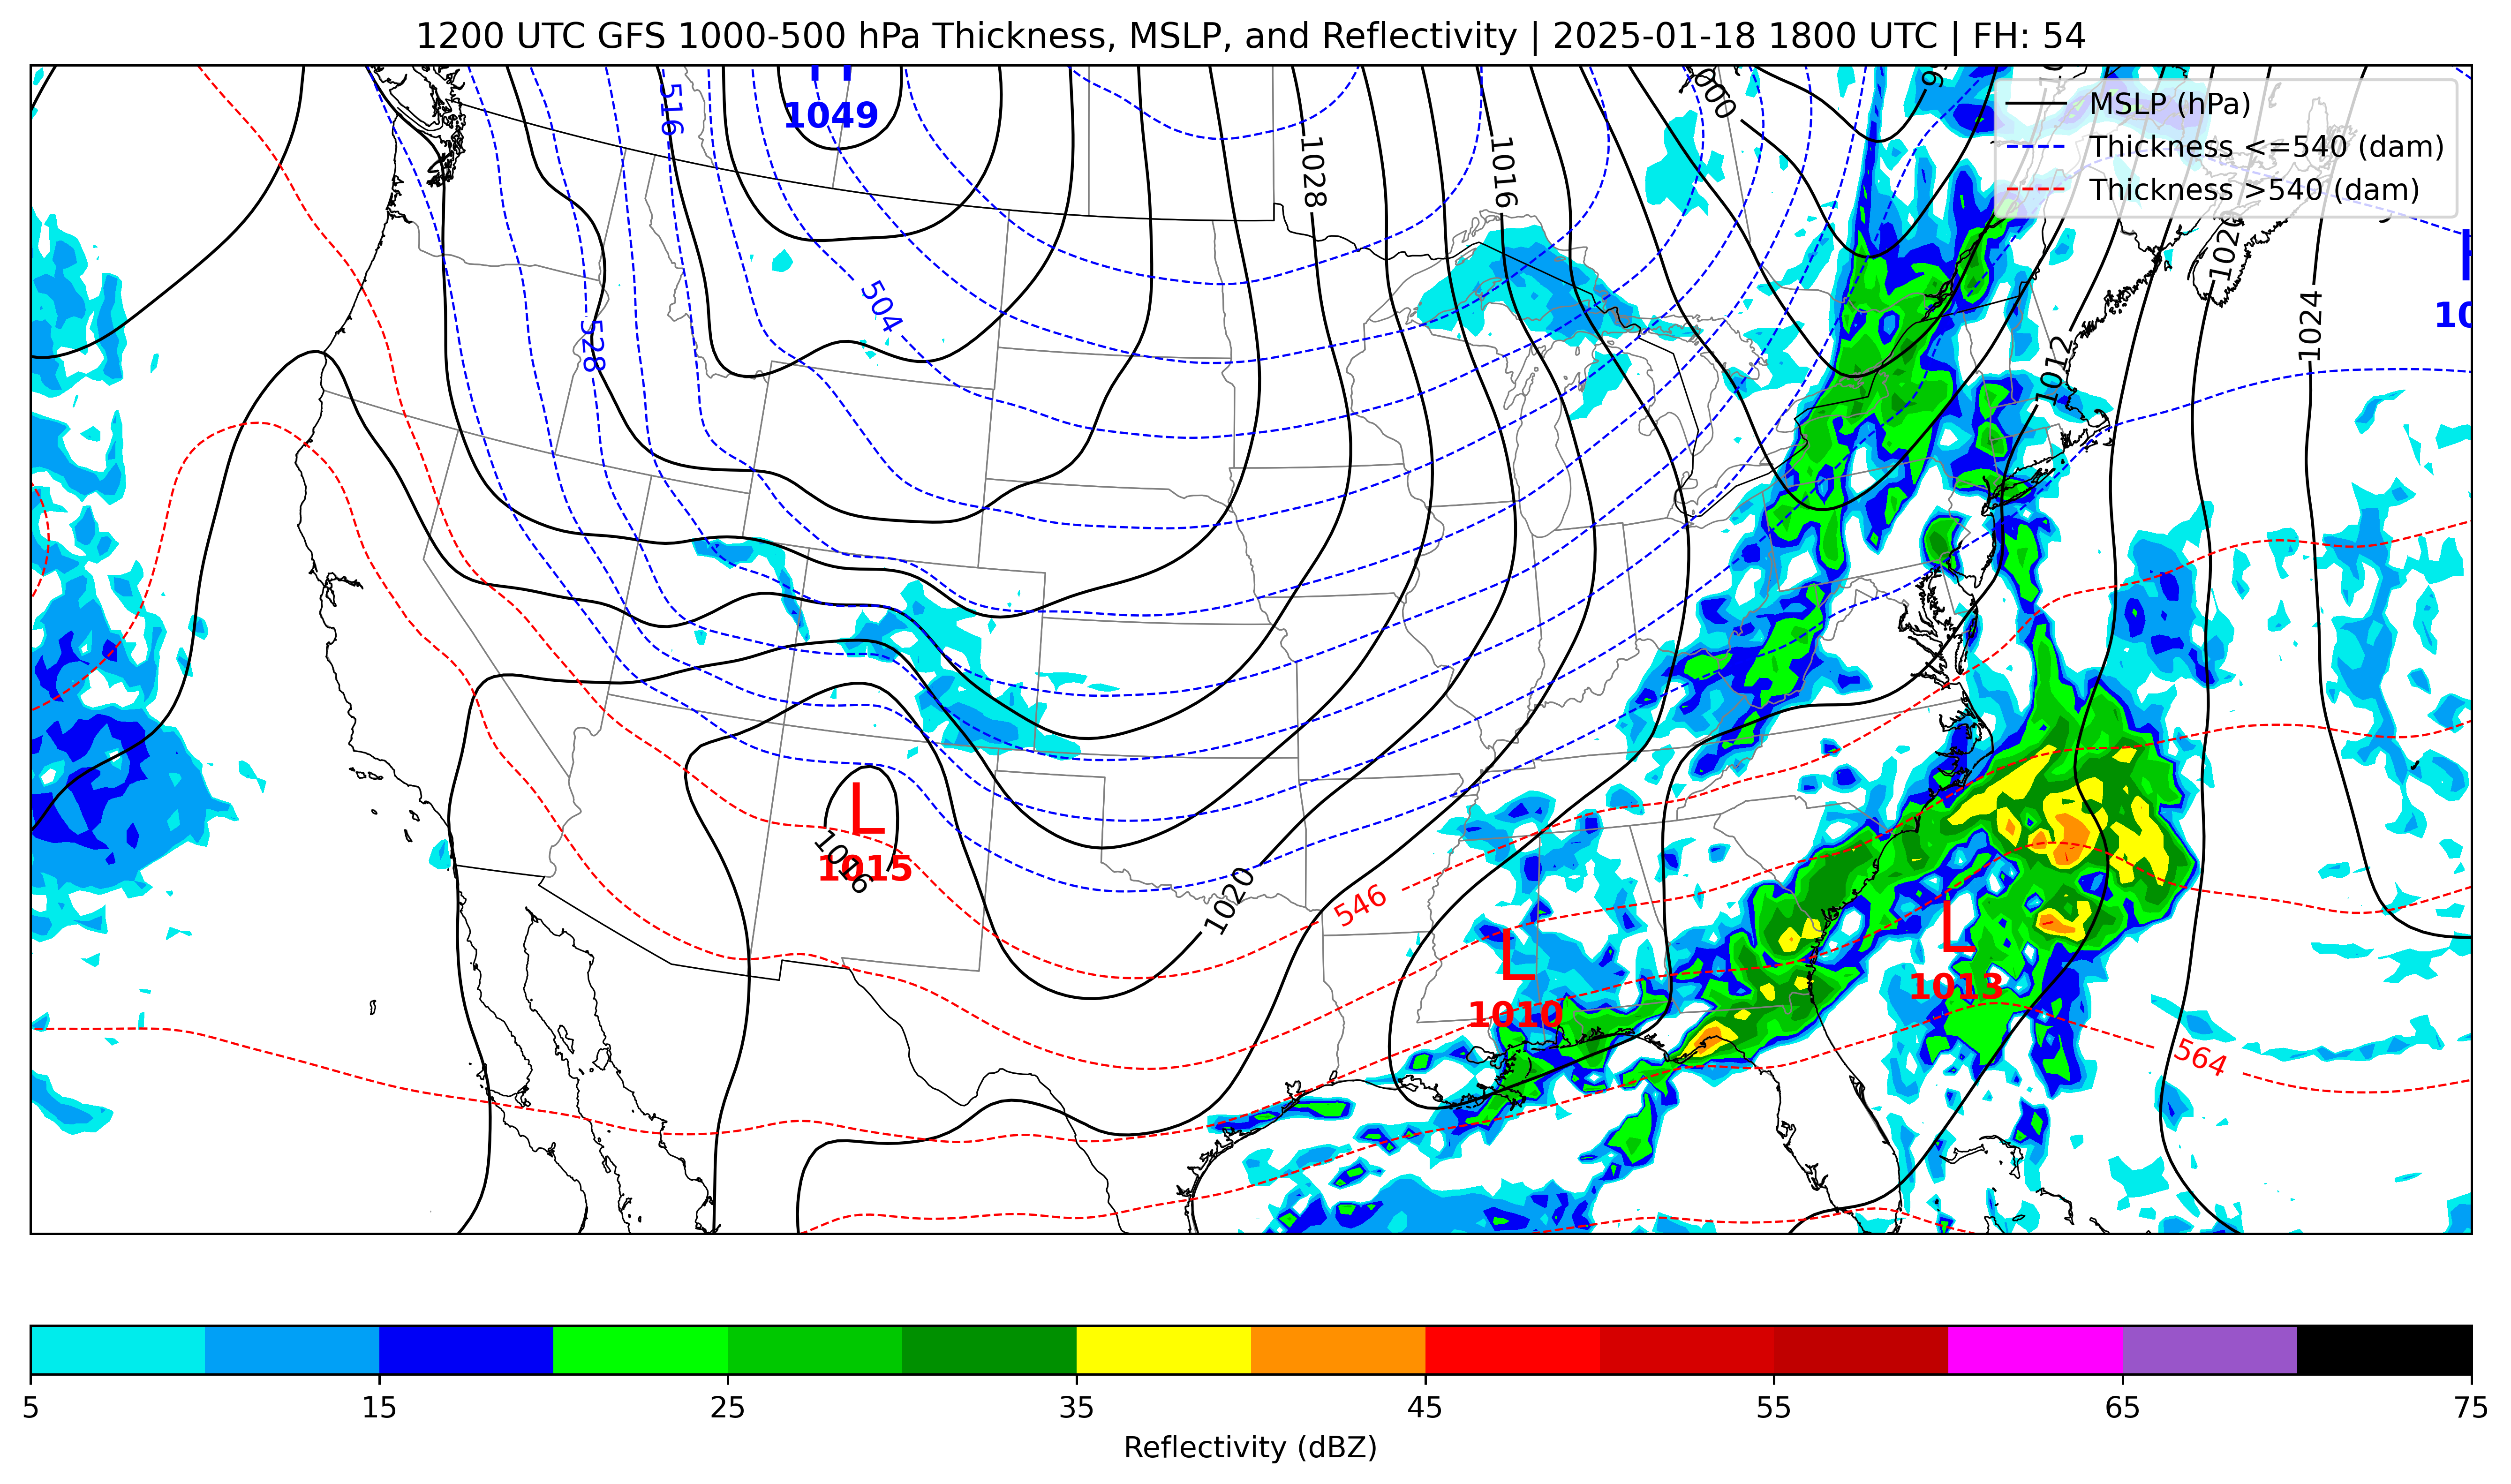 1200 UTC GFS 1000-500 hPa Thickness, MSLP, and Reflectivity | 2025-01-18 1800 UTC | FH: 54
MSLP (hPa)
Thickness <=540 (dam)
Thickness >540 (dam)
H
1049
516
1000
1028
1016
504
528
1020
1024
1012
L
1015
1016
1020
546
L
1010
L
1013
564
5
15
25
35
45
55
65
75
Reflectivity (dBZ)